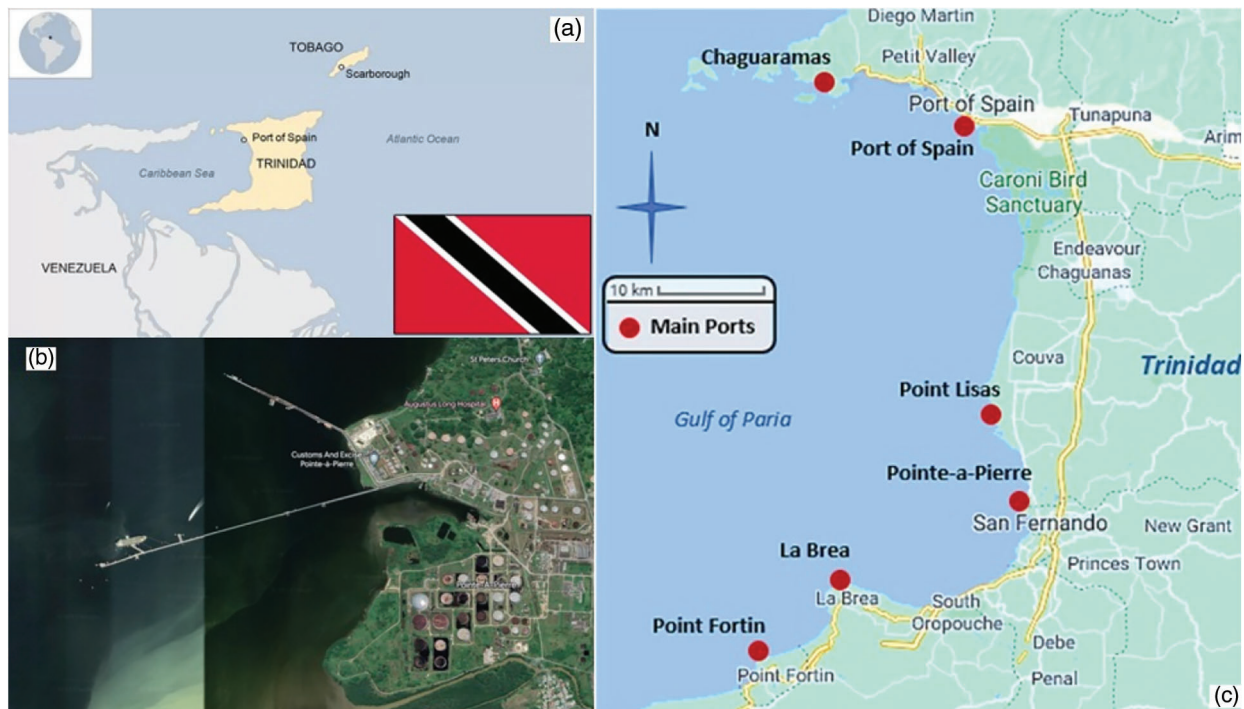 (a)
TOBAGO
Scarborough
Port of Spain
TRINIDAD
Atlantic Ocean
Caribbean Sea
VENEZUELA
(b)
St Peters Church
Augustus Long Hospital
Customs And Excise
Pointe-à-Pierre
Pointe-A-Pierre
Diego Martin
Chaguaramas
Petit Valley
Port of Spain
Tunapuna
Arim
N
Port of Spain
Caroni Bird
Sanctuary
Endeavour
Chaguanas
10 km
Main Ports
Couva
Trinidad
Point Lisas
Gulf of Paria
Pointe-a-Pierre
San Fernando
New Grant
La Brea
Princes Town
La Brea
South
Oropouche
Point Fortin
Debe
Point Fortin
Penal
(c)